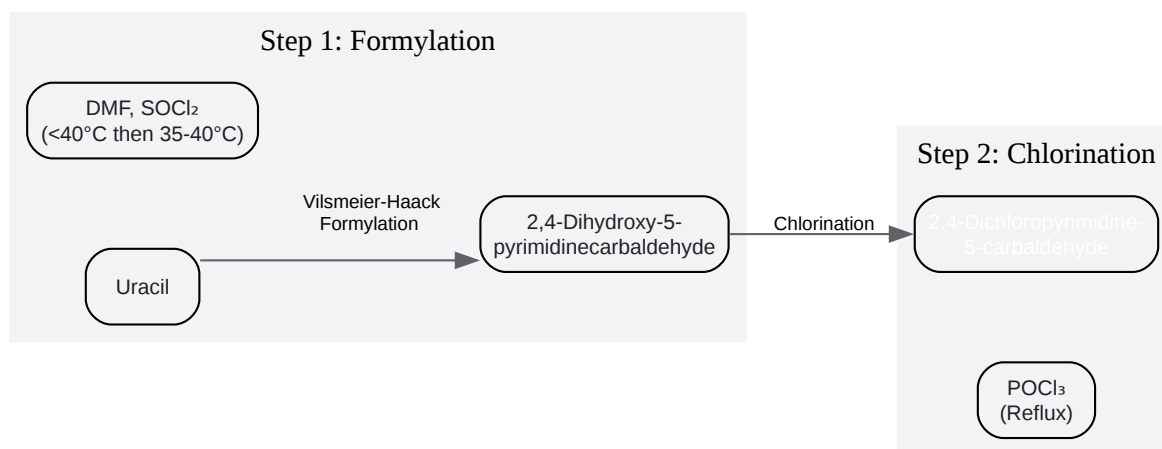 Step 1: Formylation
DMF, SOCl₂
(<40°C then 35-40°C)
Vilsmeier-Haack
Formylation
Uracil
2,4-Dihydroxy-5-
pyrimidinecarbaldehyde
Chlorination
Step 2: Chlorination
2,4-Dichloropyrimidine-
5-carbaldehyde
POCl₃
(Reflux)